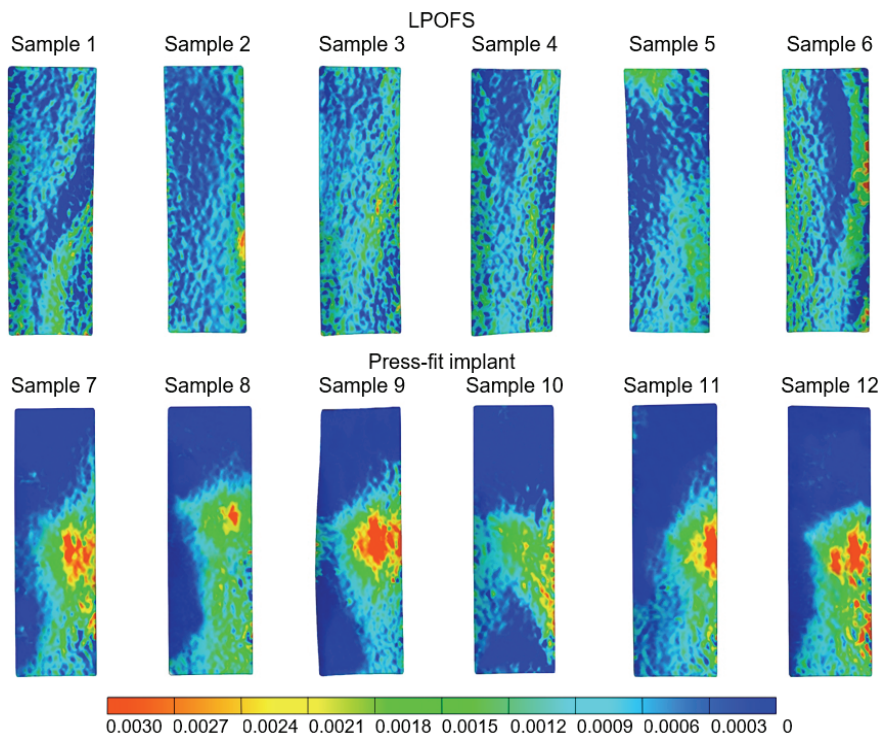 LPOFS
Sample 1 Sample 2 Sample 3 Sample 4 Sample 5 Sample 6
Press-fit implant
Sample 7 Sample 8 Sample 9 Sample 10 Sample 11 Sample 12
0.0030 0.0027 0.0024 0.0021 0.0018 0.0015 0.0012 0.0009 0.0006 0.0003 0